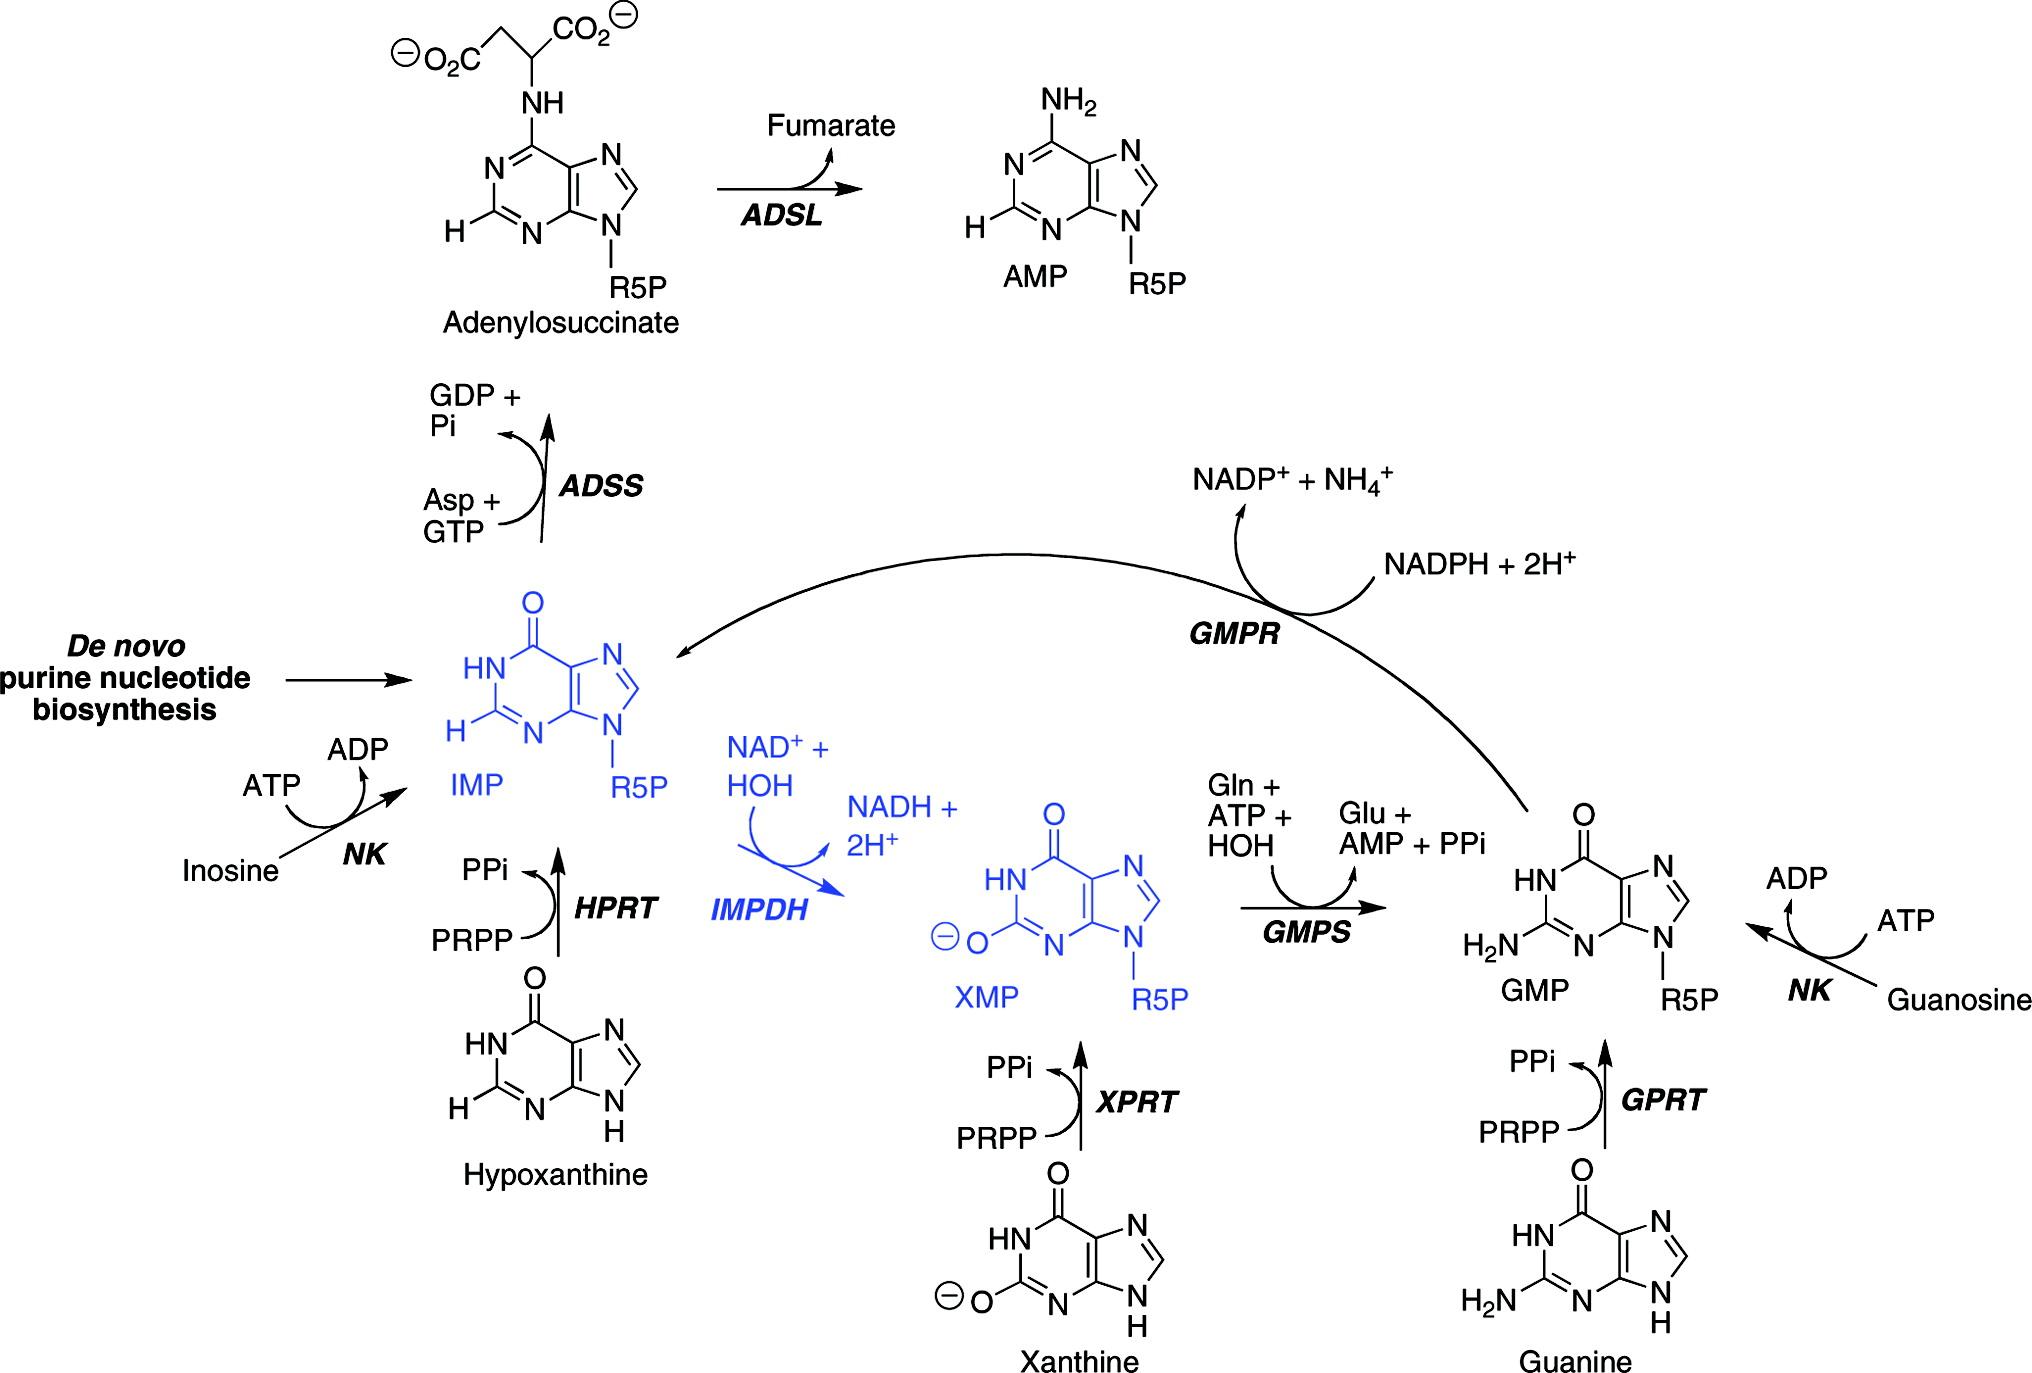 ⊖O₂C CO₂⊖
NH
N N
H N N
R5P
Adenylosuccinate
Fumarate
ADSL
NH₂
N N
H N N
AMP R5P
GDP +
Pi
Asp +
GTP
ADSS
NADP⁺ + NH₄⁺
NADPH + 2H⁺
GMPR
De novo
purine nucleotide
biosynthesis
O
HN N
H N N
IMP R5P
ADP
ATP
Inosine
NK
NAD⁺ +
HOH
NADH +
2H⁺
IMPDH
PPi
PRPP
HPRT
O
HN N
H N N
H
Hypoxanthine
O
HN N
⊖O N N
XMP R5P
Gln +
ATP +
HOH
Glu +
AMP + PPi
GMPS
O
HN N
H₂N N N
GMP R5P
ADP
ATP
NK
Guanosine
PPi
PRPP
XPRT
O
HN N
⊖O N N
H
Xanthine
PPi
PRPP
GPRT
O
HN N
H₂N N N
H
Guanine